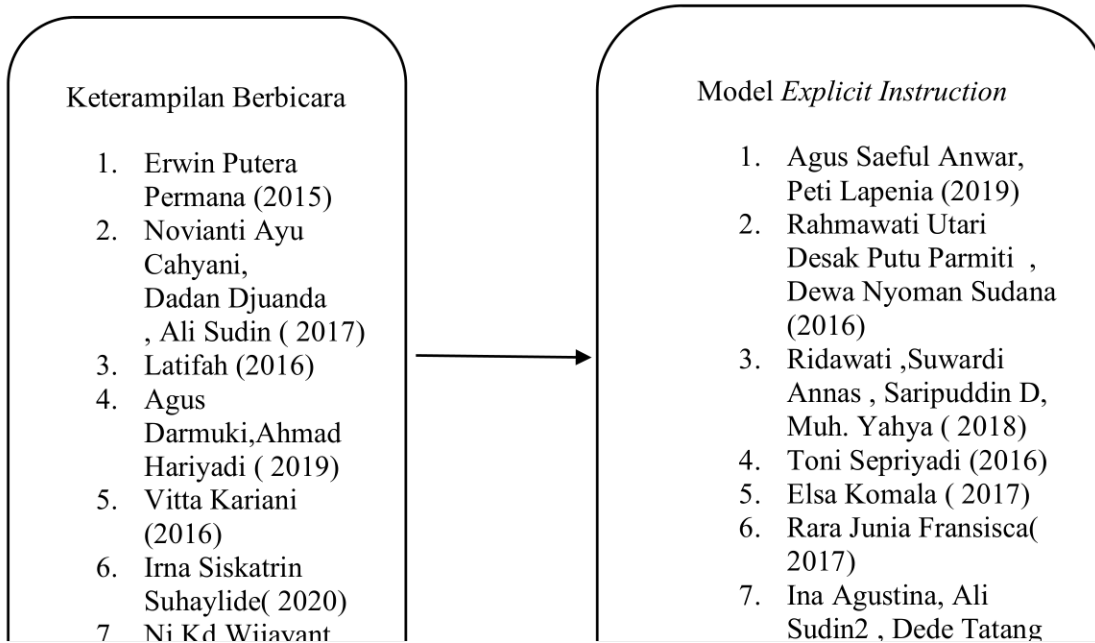 Keterampilan Berbicara
1. Erwin Putera
Permana (2015)
2. Novianti Ayu
Cahyani,
Dadan Djuanda
, Ali Sudin ( 2017)
3. Latifah (2016)
4. Agus
Darmuki,Ahmad
Hariyadi ( 2019)
5. Vitta Kariani
(2016)
6. Irna Siskatrin
Suhaylide( 2020)
7. Ni Kd Wijayant
Model Explicit Instruction
1. Agus Saeful Anwar,
Peti Lapenia (2019)
2. Rahmawati Utari
Desak Putu Parmiti ,
Dewa Nyoman Sudana
(2016)
3. Ridawati ,Suwardi
Annas , Saripuddin D,
Muh. Yahya ( 2018)
4. Toni Sepriyadi (2016)
5. Elsa Komala ( 2017)
6. Rara Junia Fransisca(
2017)
7. Ina Agustina, Ali
Sudin2 , Dede Tatang